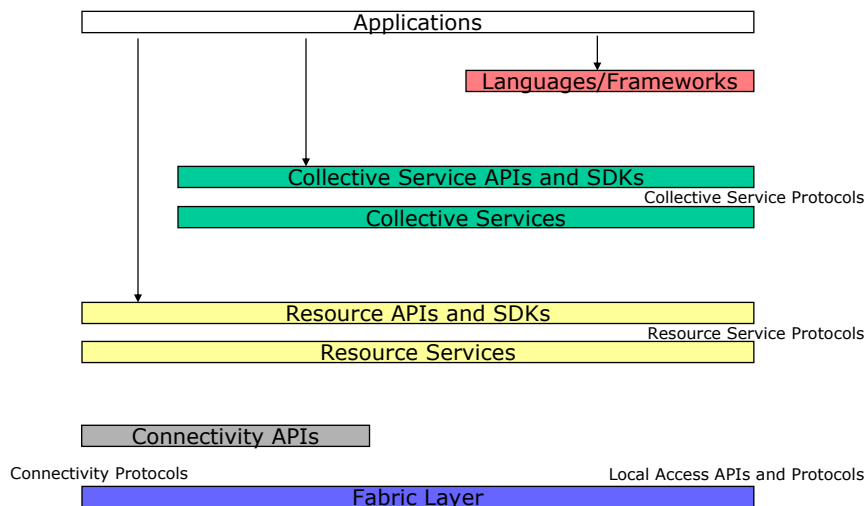 Applications
Languages/Frameworks
Collective Service APIs and SDKs
Collective Service Protocols
Collective Services
Resource APIs and SDKs
Resource Service Protocols
Resource Services
Connectivity APIs
Connectivity Protocols
Local Access APIs and Protocols
Fabric Layer